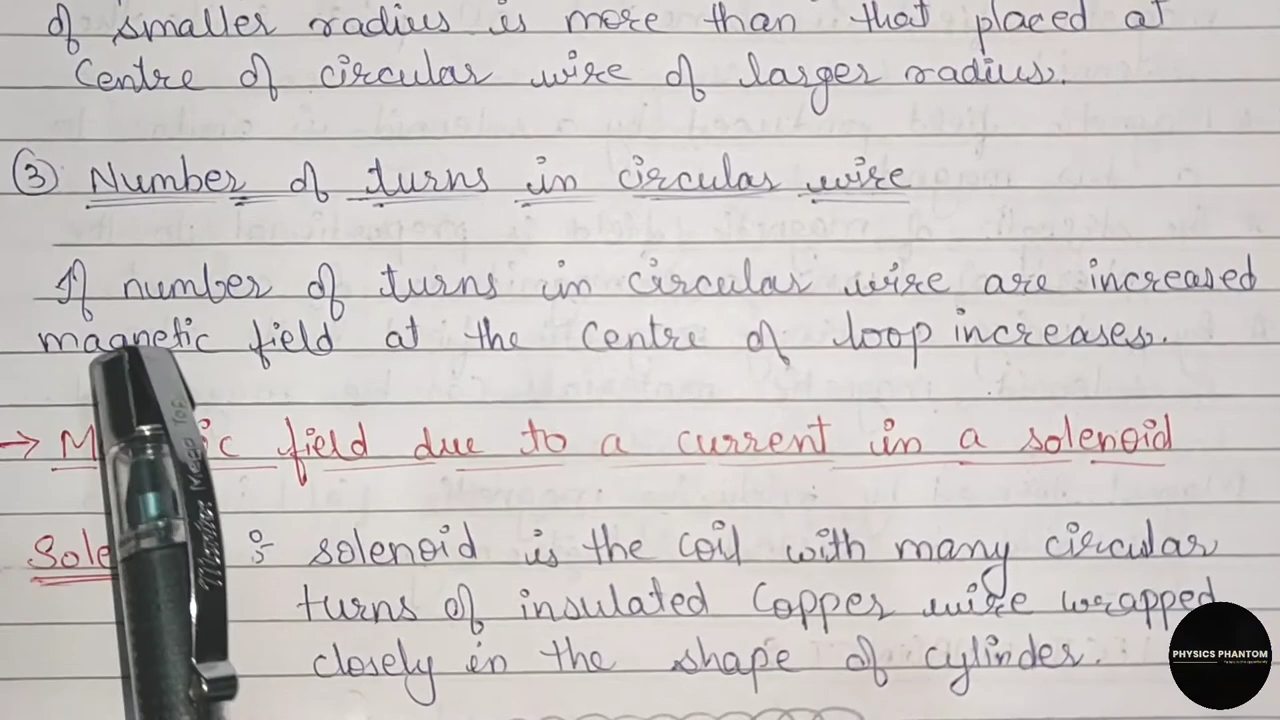 of smaller radius is more than that placed at
Centre of circular wire of larger radius.
③ Number of turns in circular wire
If number of turns in circular wire are increased
magnetic field at the centre of loop increases.
→ M ic field due to a current in a solenoid
Sole : solenoid is the coil with many circular
turns of insulated Copper wire wrapped
closely in the shape of cylinder.
PHYSICS PHANTOM